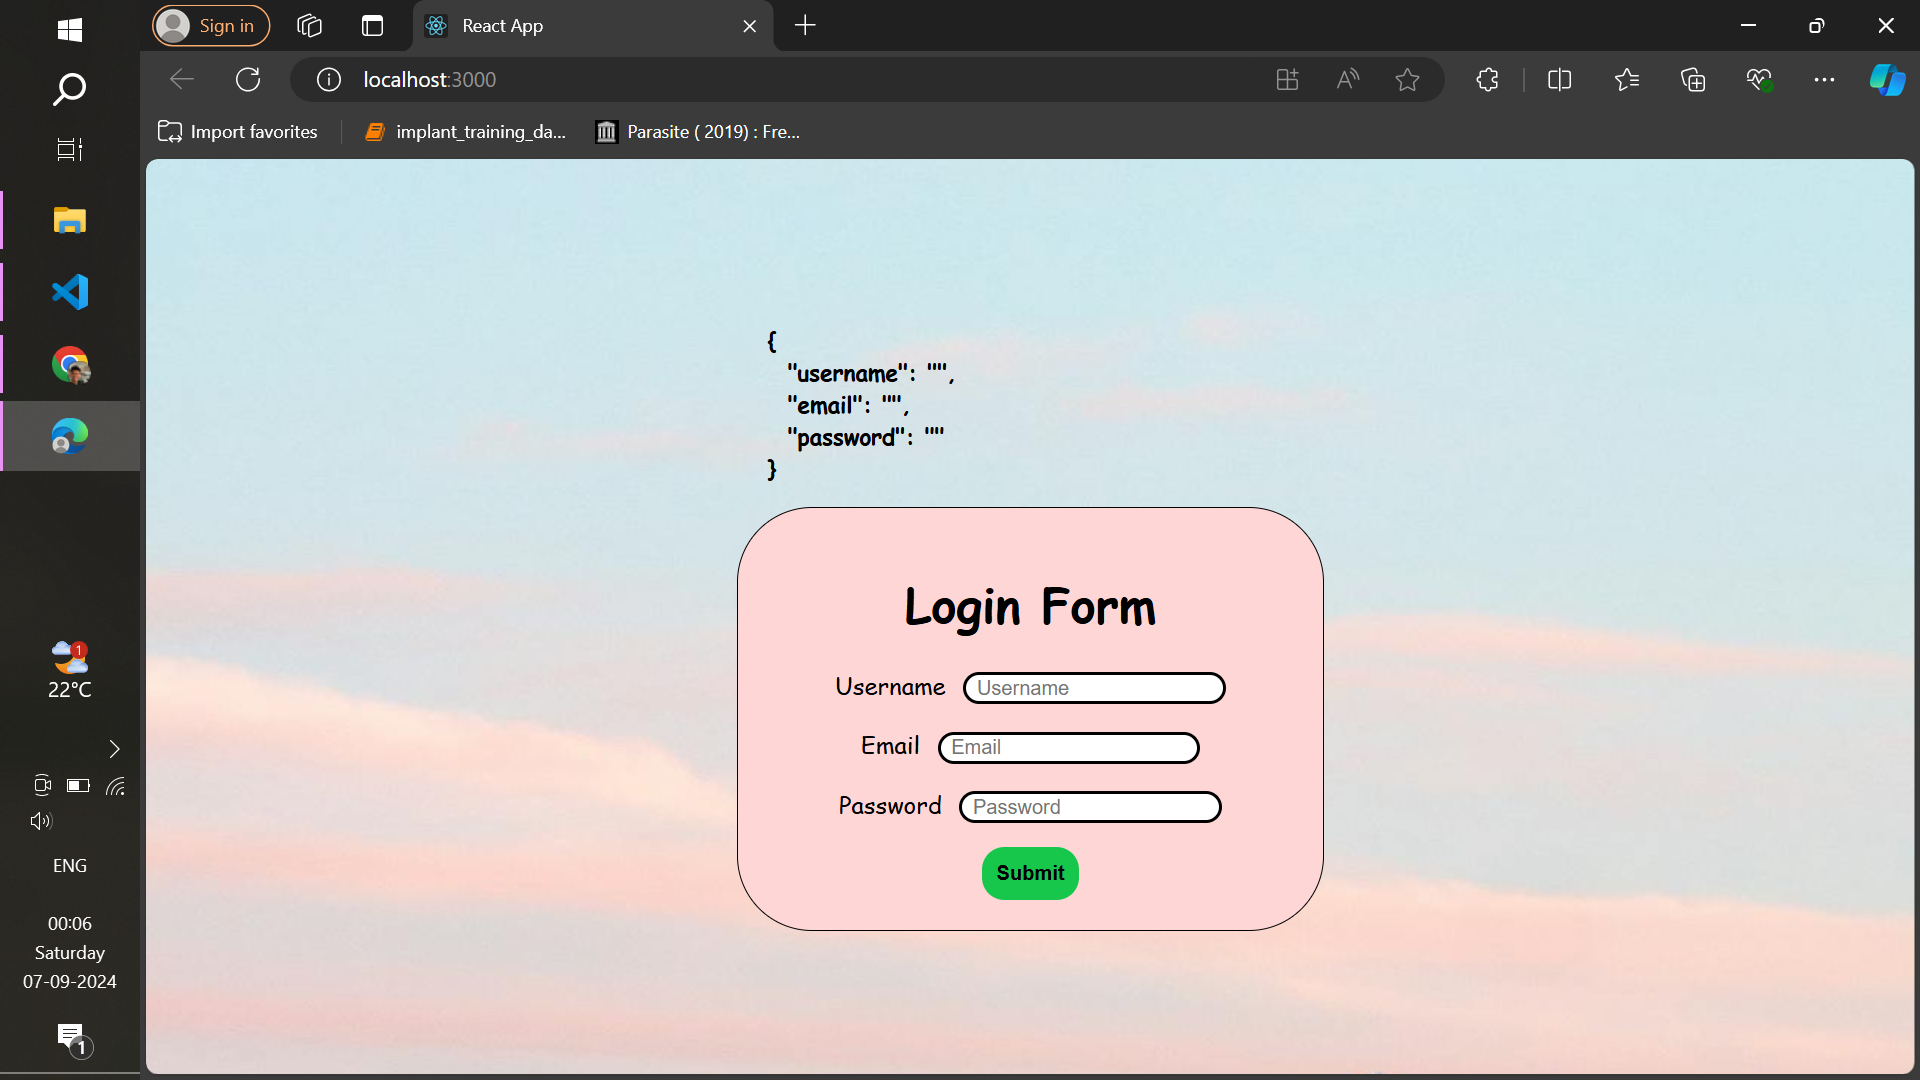 Sign in
React App
localhost:3000
Import favorites
implant_training_da...
Parasite ( 2019) : Fre...
{
"username": "",
"email": "",
"password": ""
}
Login Form
Username Username
Email Email
Password Password
Submit
1
22°C
ENG
00:06
Saturday
07-09-2024
1